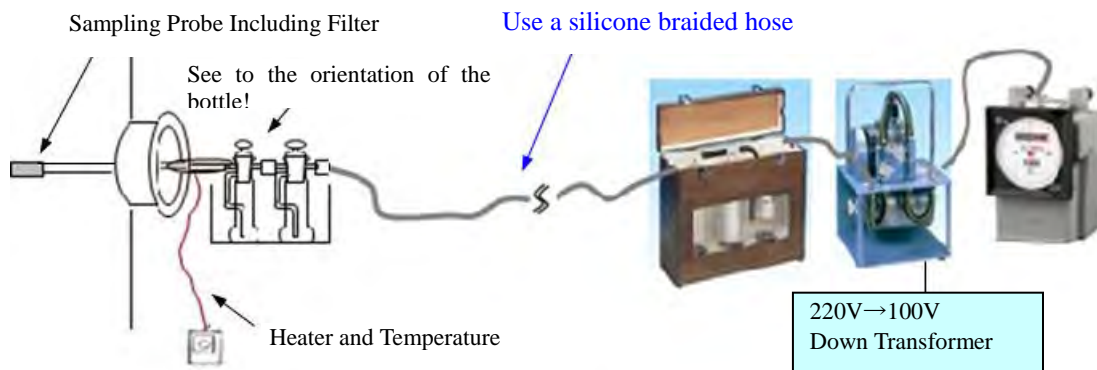 Sampling Probe Including Filter
Use a silicone braided hose
See to the orientation of the
bottle!
Heater and Temperature
220V→100V
Down Transformer